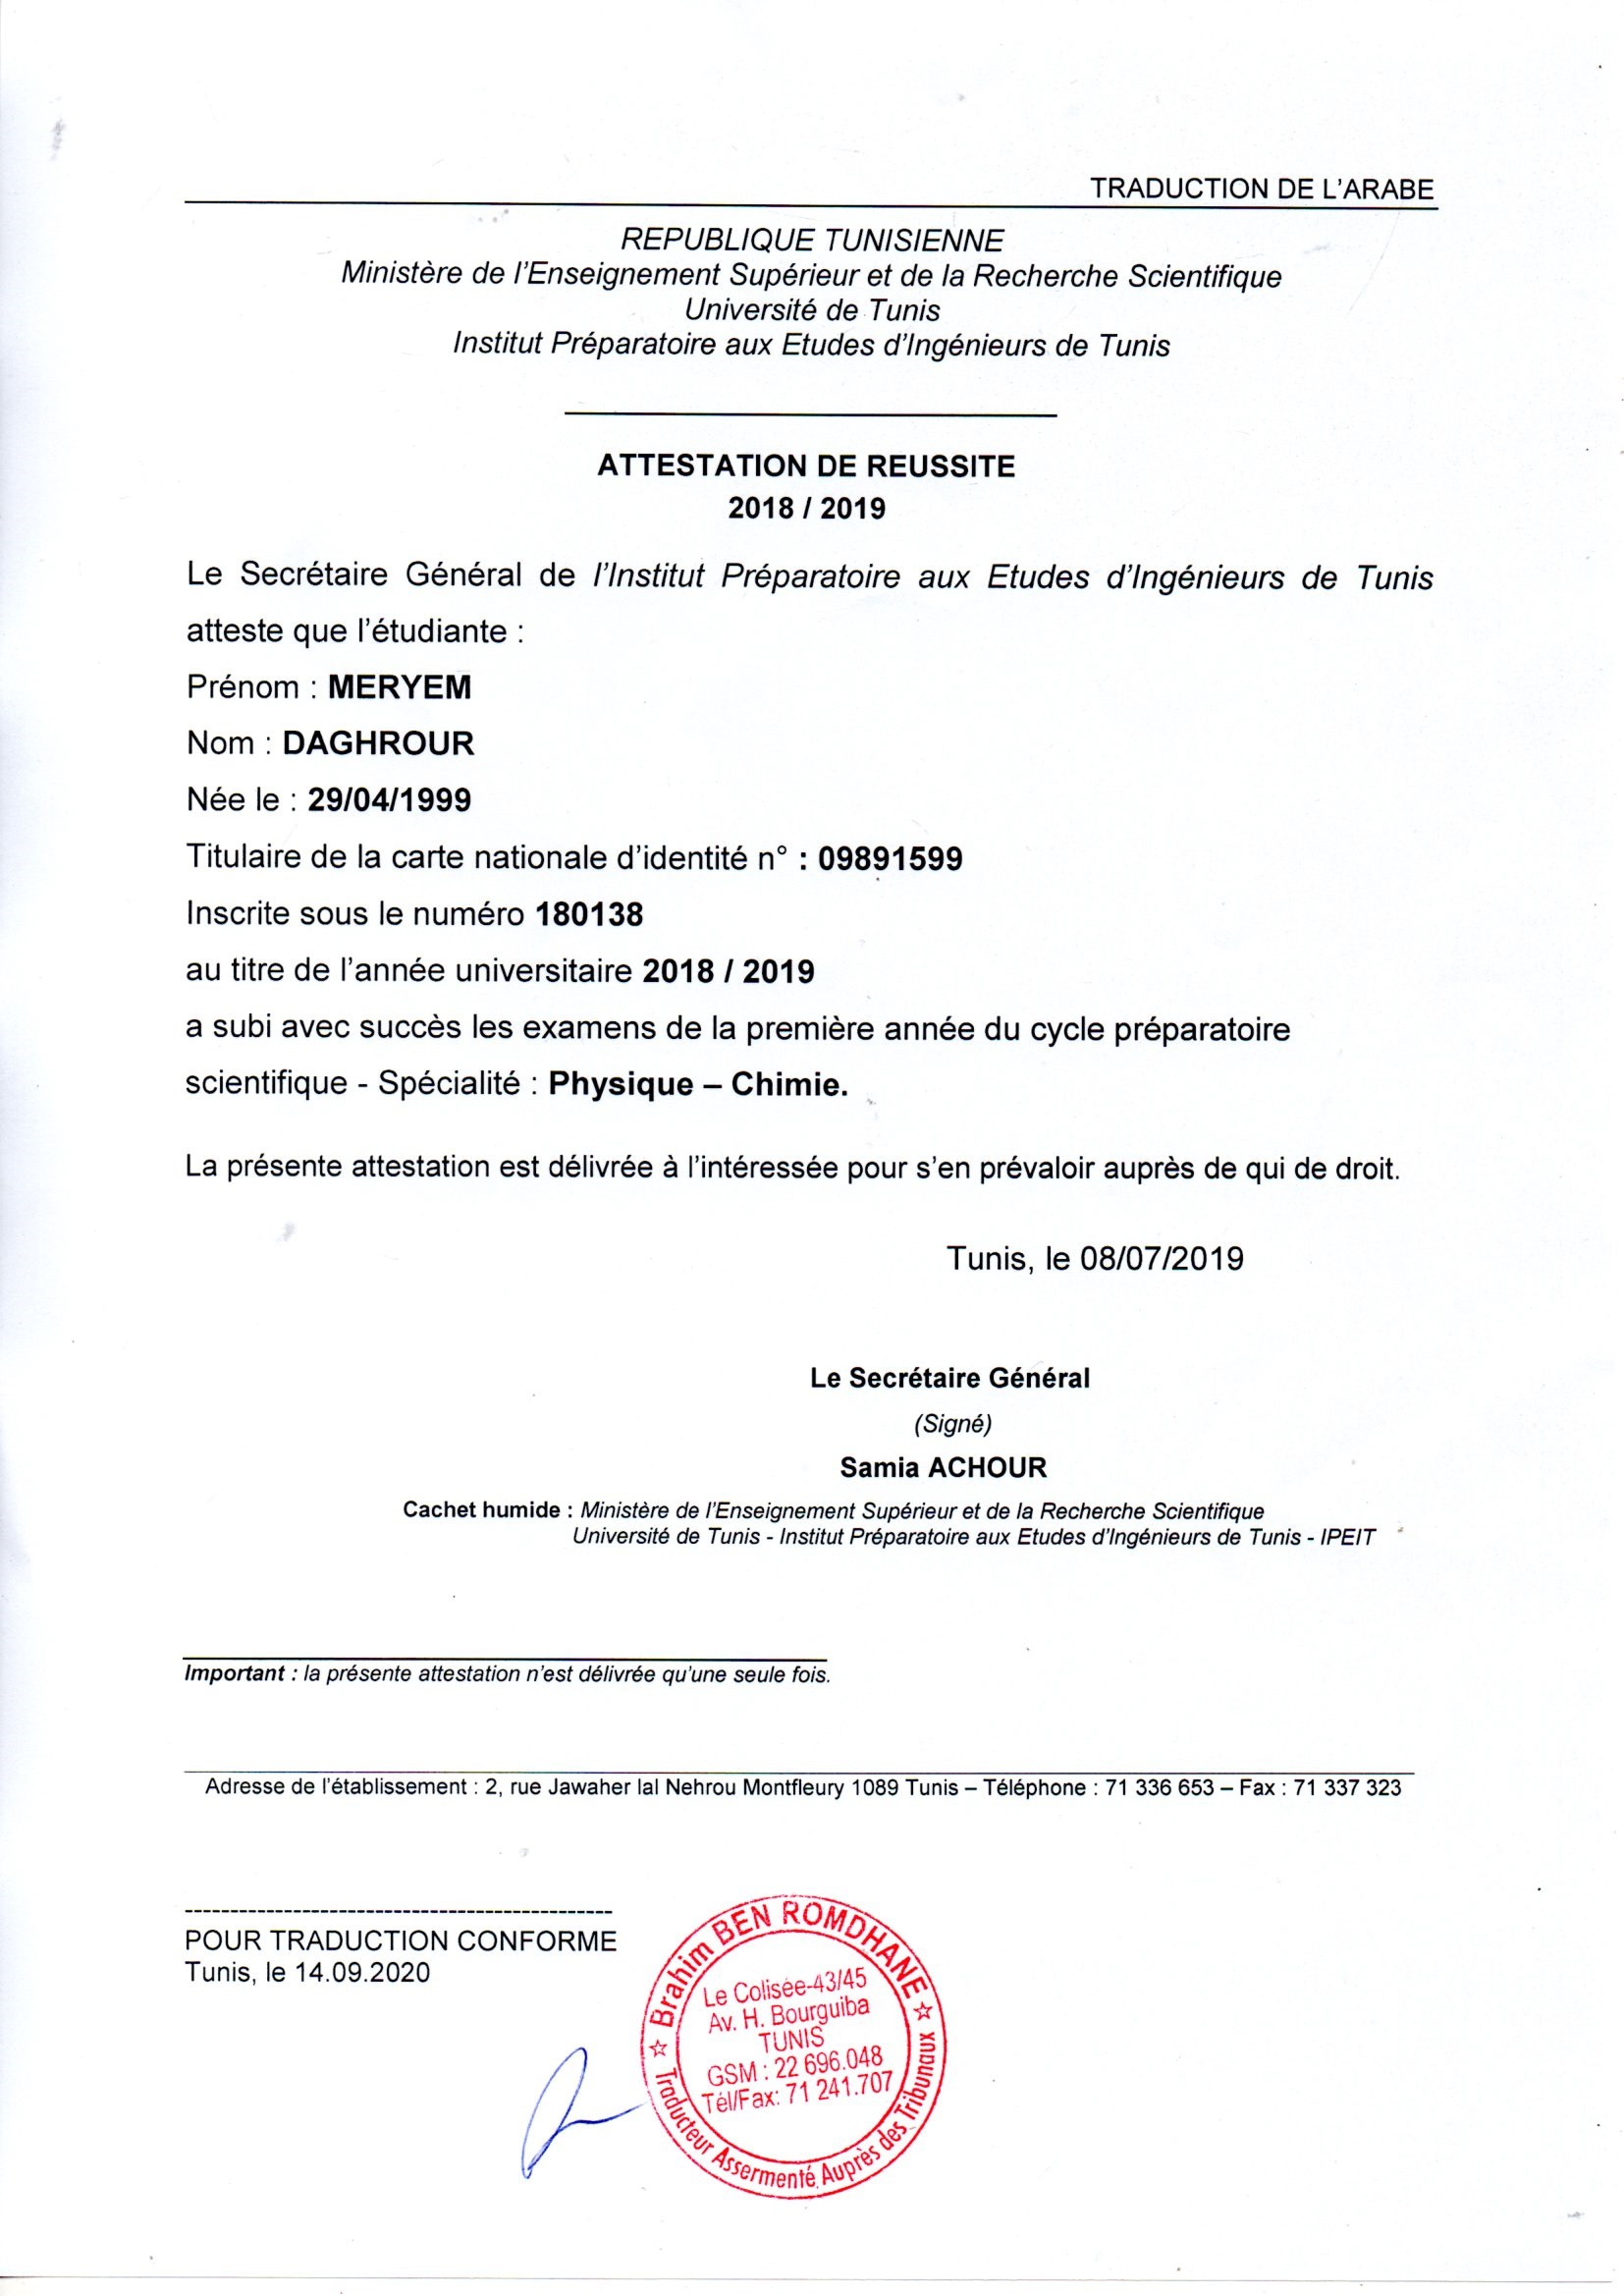 TRADUCTION DE L'ARABE
REPUBLIQUE TUNISIENNE
Ministère de l'Enseignement Supérieur et de la Recherche Scientifique
Université de Tunis
Institut Préparatoire aux Etudes d'Ingénieurs de Tunis
ATTESTATION DE REUSSITE
2018 / 2019
Le Secrétaire Général de l'Institut Préparatoire aux Etudes d'Ingénieurs de Tunis
atteste que l'étudiante :
Prénom : MERYEM
Nom : DAGHROUR
Née le : 29/04/1999
Titulaire de la carte nationale d'identité n° : 09891599
Inscrite sous le numéro 180138
au titre de l'année universitaire 2018 / 2019
a subi avec succès les examens de la première année du cycle préparatoire
scientifique - Spécialité : Physique – Chimie.
La présente attestation est délivrée à l'intéressée pour s'en prévaloir auprès de qui de droit.
Tunis, le 08/07/2019
Le Secrétaire Général
(Signé)
Samia ACHOUR
Cachet humide : Ministère de l'Enseignement Supérieur et de la Recherche Scientifique
Université de Tunis - Institut Préparatoire aux Etudes d'Ingénieurs de Tunis - IPEIT
Important : la présente attestation n'est délivrée qu'une seule fois.
Adresse de l'établissement : 2, rue Jawaher lal Nehrou Montfleury 1089 Tunis – Téléphone : 71 336 653 – Fax : 71 337 323
POUR TRADUCTION CONFORME
Tunis, le 14.09.2020
Brahim BEN ROMDHANE
Le Colisée-43/45
Av. H. Bourguiba
TUNIS
GSM : 22 696.048
Tél/Fax: 71 241.707
Traducteur Assermenté Auprès des Tribunaux